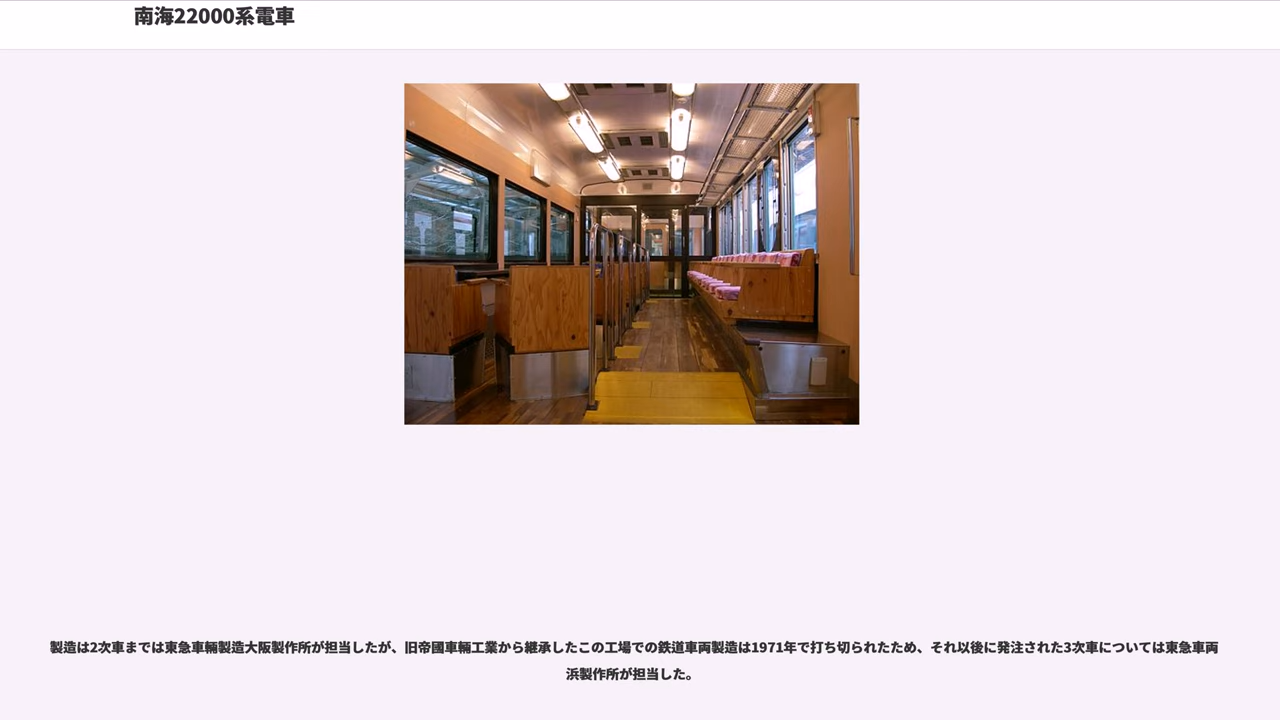 南海22000系電車
製造は2次車までは東急車輛製造大阪製作所が担当したが、旧帝國車輛工業から継承したこの工場での鉄道車両製造は1971年で打ち切られたため、それ以後に発注された3次車については東急車両
浜製作所が担当した。